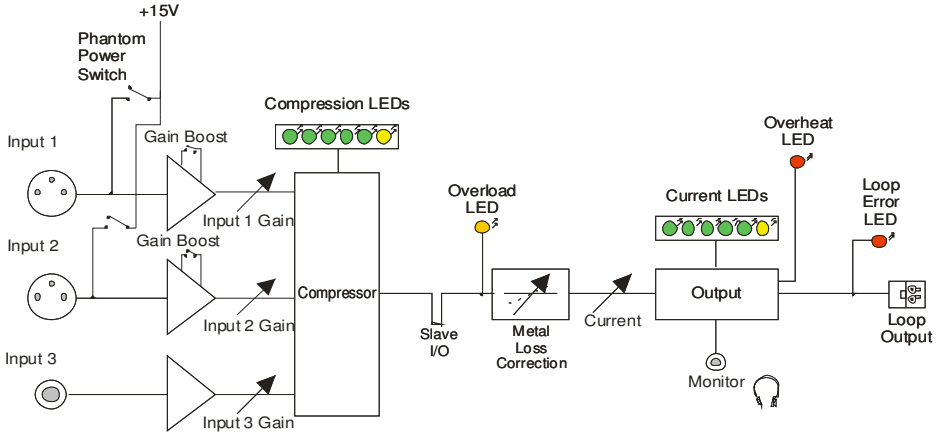 +15V
Phantom
Power
Switch
Compression LEDs
Input 1
Gain Boost
Input 1 Gain
Overload
LED
Overheat
LED
Current LEDs
Loop
Error
LED
Input 2
Gain Boost
Input 2 Gain
Compressor
Slave
I/O
Metal
Loss
Correction
Current
Output
Loop
Output
Monitor
Input 3
Input 3 Gain